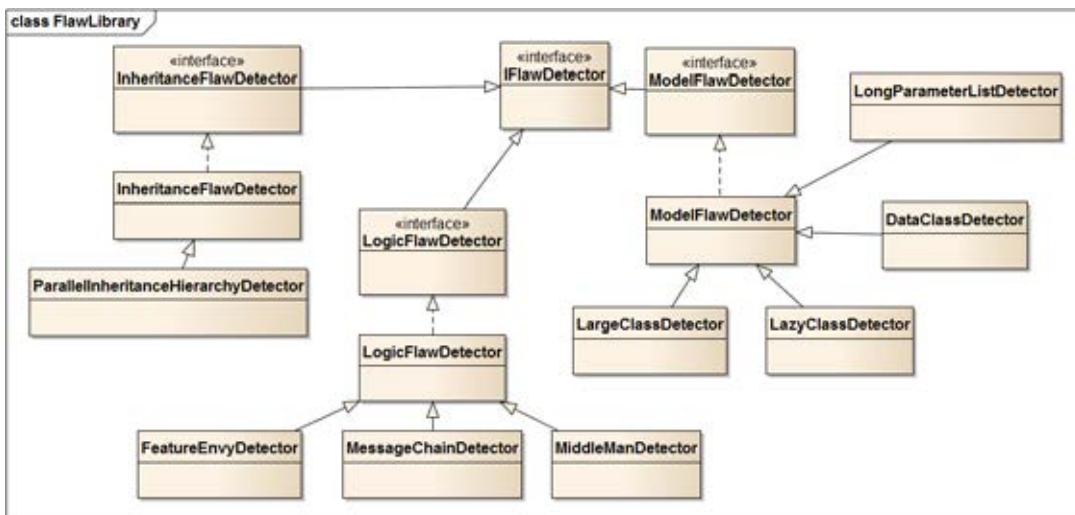 class FlawLibrary
«interface»
InheritanceFlawDetector
«interface»
IFlawDetector
«interface»
ModelFlawDetector
LongParameterListDetector
InheritanceFlawDetector
ModelFlawDetector
DataClassDetector
«interface»
LogicFlawDetector
ParallelInheritanceHierarchyDetector
LargeClassDetector
LazyClassDetector
LogicFlawDetector
FeatureEnvyDetector
MessageChainDetector
MiddleManDetector